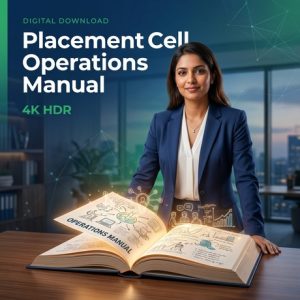 DIGITAL DOWNLOAD
Placement Cell
Operations
Manual
4K HDR
OPERATIONS MANUAL